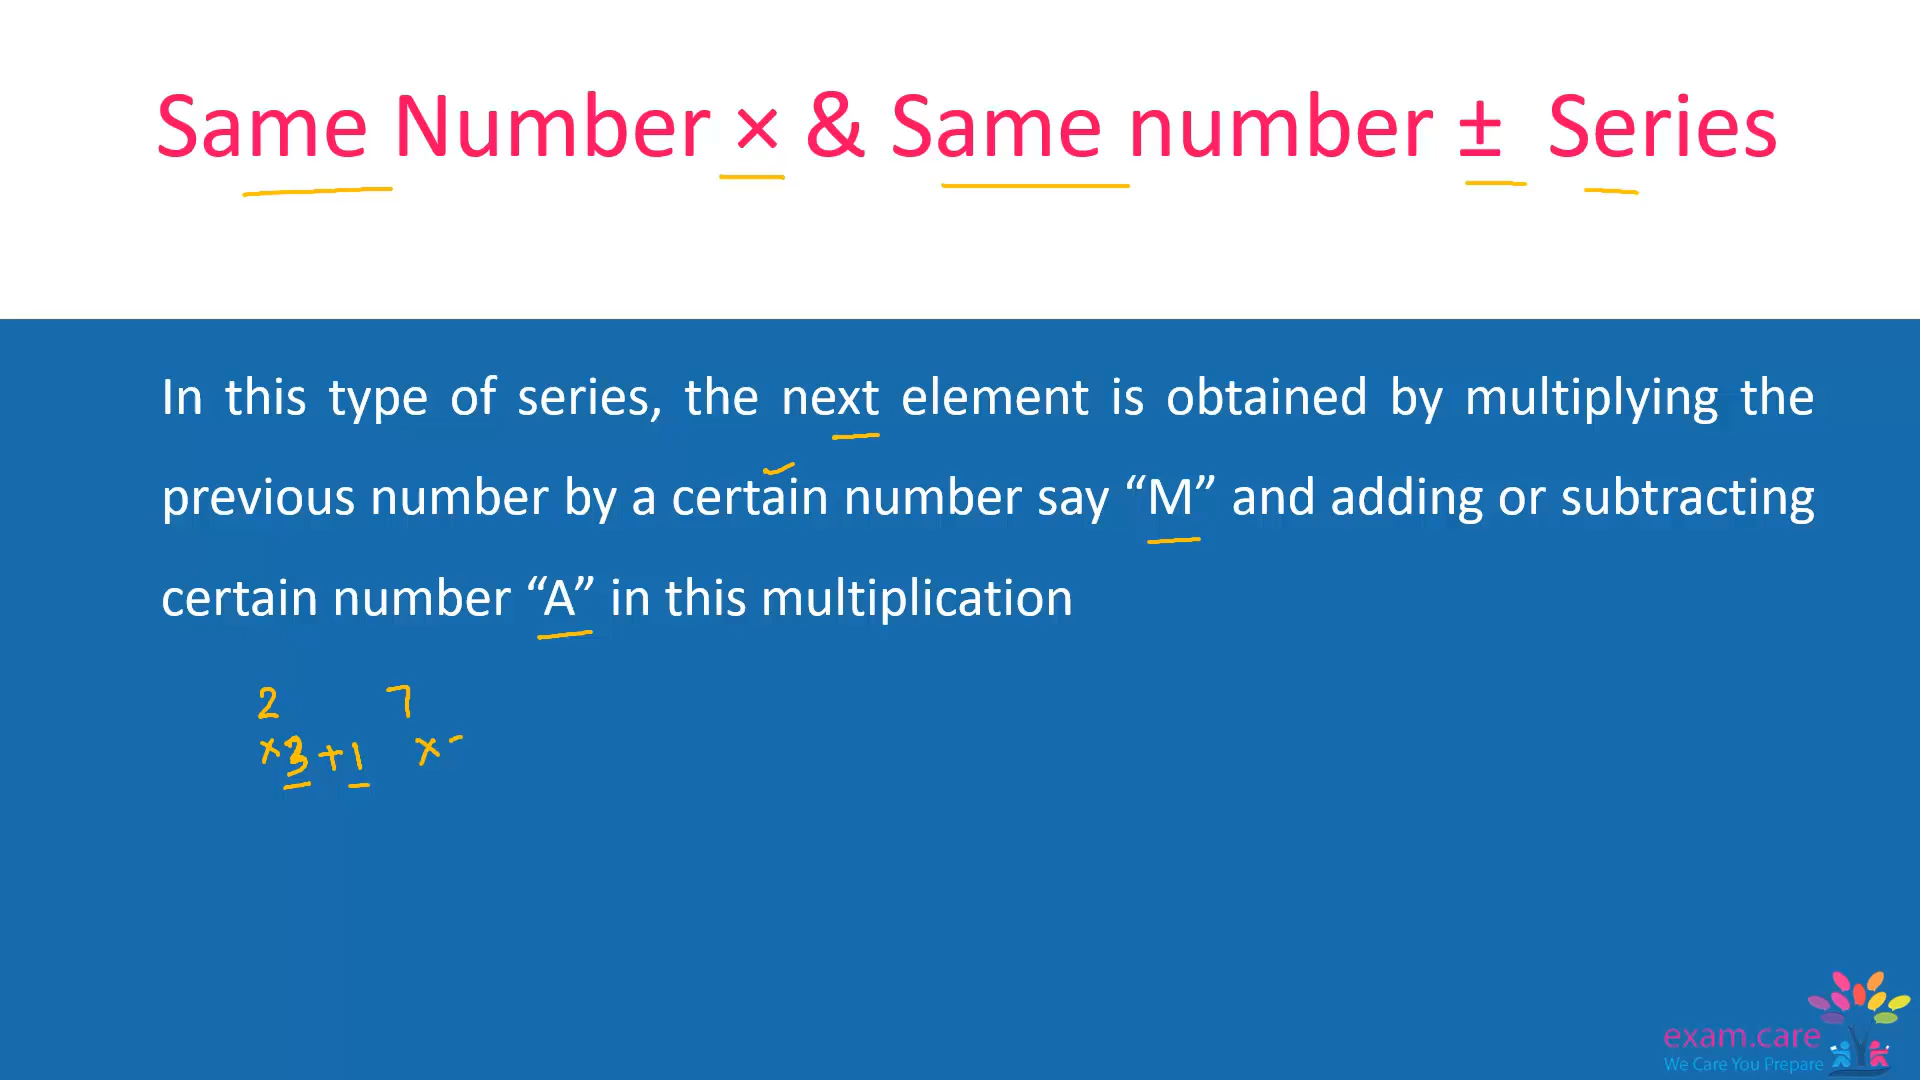 Same Number × & Same number ± Series
In this type of series, the next element is obtained by multiplying the
previous number by a certain number say “M” and adding or subtracting
certain number “A” in this multiplication
2 7
×3+1 ×
exam.care
We Care You Prepare